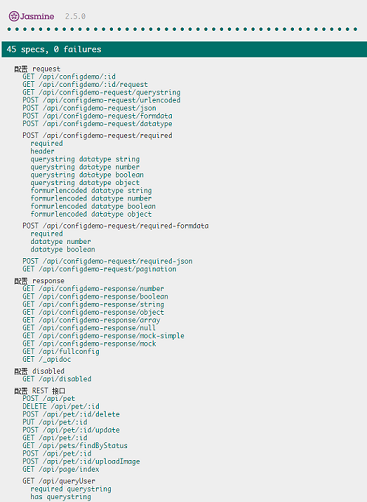 Jasmine 2.5.0
45 specs, 0 failures
配置 request
GET /api/configdemo/:id
GET /api/configdemo/:id/request
GET /api/configdemo-request/querystring
POST /api/configdemo-request/urlencoded
POST /api/configdemo-request/json
POST /api/configdemo-request/formdata
POST /api/configdemo-request/datatype
POST /api/configdemo-request/required
required
header
querystring datatype string
querystring datatype number
querystring datatype boolean
querystring datatype object
formurlencoded datatype string
formurlencoded datatype number
formurlencoded datatype boolean
formurlencoded datatype object
POST /api/configdemo-request/required-formdata
required
datatype number
datatype boolean
POST /api/configdemo-request/required-json
GET /api/configdemo-request/pagination
配置 response
GET /api/configdemo-response/number
GET /api/configdemo-response/boolean
GET /api/configdemo-response/string
GET /api/configdemo-response/object
GET /api/configdemo-response/array
GET /api/configdemo-response/null
GET /api/configdemo-response/mock-simple
GET /api/configdemo-response/mock
GET /api/fullconfig
GET /_apidoc
配置 disabled
GET /api/disabled
配置 REST 接口
POST /api/pet
DELETE /api/pet/:id
POST /api/pet/:id/delete
PUT /api/pet/:id
POST /api/pet/:id/update
GET /api/pet/:id
GET /api/pets/findByStatus
POST /api/pet/:id
POST /api/pet/:id/uploadImage
GET /api/page/index
GET /api/queryUser
required querystring
has querystring